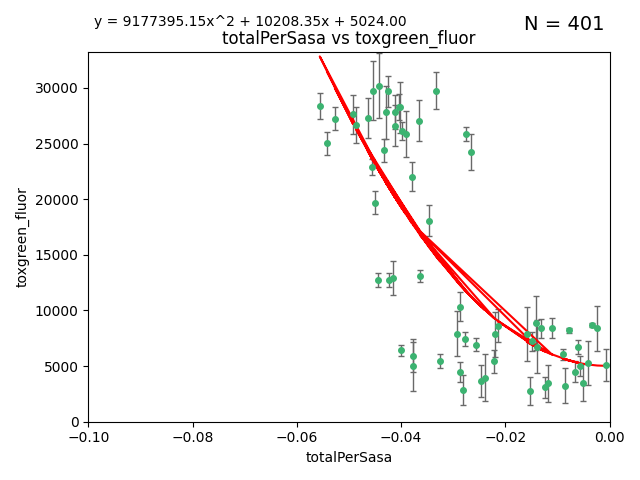 y = 9177395.15x^2 + 10208.35x + 5024.00
N = 401
totalPerSasa vs toxgreen_fluor
toxgreen_fluor
30000
25000
20000
15000
10000
5000
0
−0.10 −0.08 −0.06 −0.04 −0.02 0.00
totalPerSasa